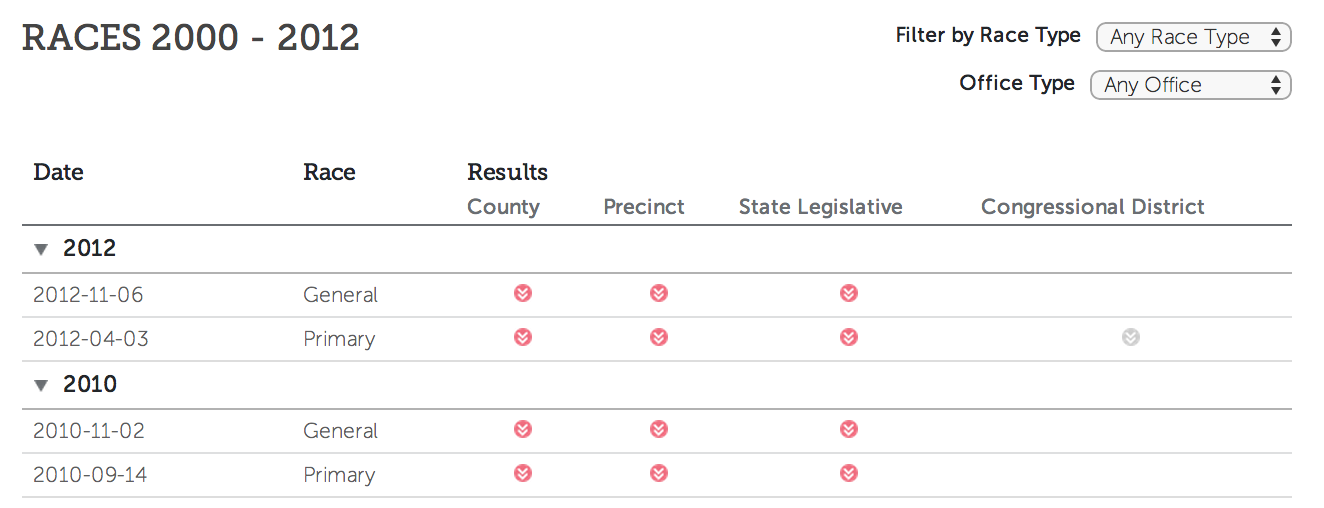 RACES 2000 - 2012
Filter by Race Type Any Race Type
Office Type Any Office
Date Race Results
County Precinct State Legislative Congressional District
2012
2012-11-06 General
2012-04-03 Primary
2010
2010-11-02 General
2010-09-14 Primary